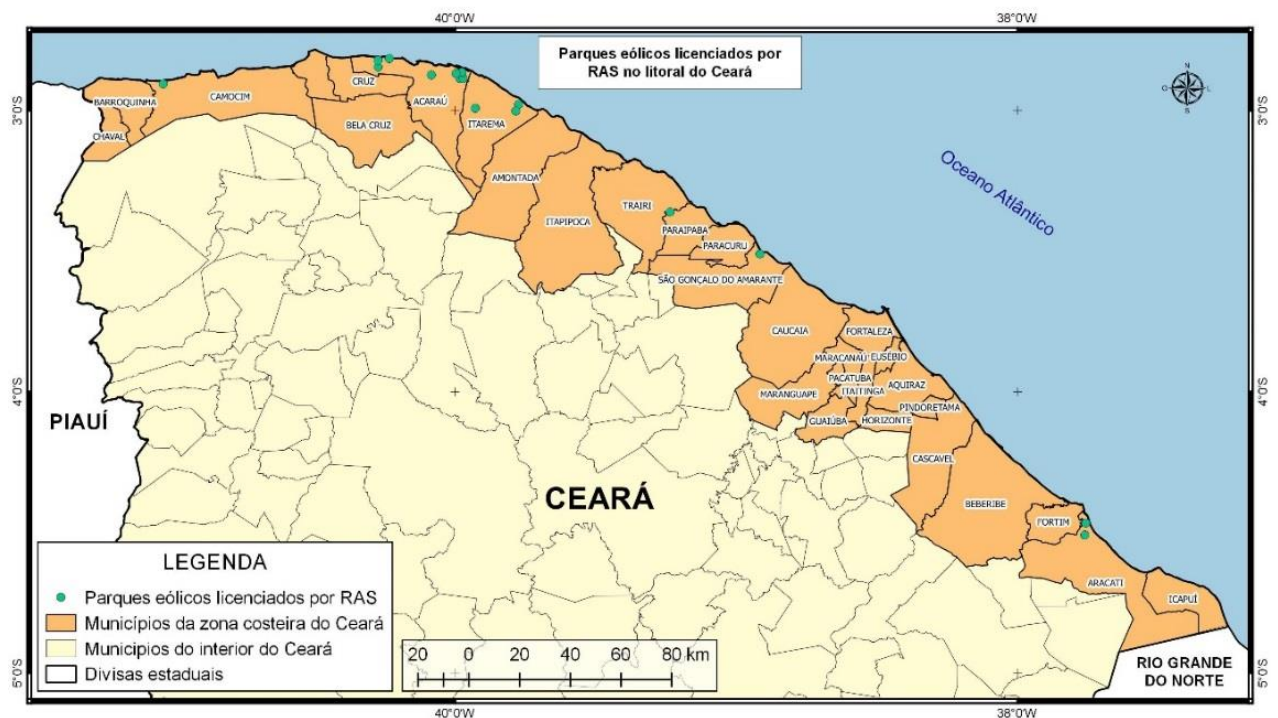 40°0'W
38°0'W
Parques eólicos licenciados por
RAS no litoral do Ceará
N
G
L
S
3°0'S
3°0'S
BARROQUINHA
CAMOCIM
CRUZ
ACARAÚ
CHAVAL
BELA CRUZ
ITAREMA
Oceano Atlântico
AMONTADA
ITAPIPOCA
TRAIRI
PARAIPABA
PARACURU
SÃO GONÇALO DO AMARANTE
CAUCAIA
FORTALEZA
MARACANAÚ
EUSÉBIO
PACATUBA
ITAITINGA
AQUIRAZ
MARANGUAPE
PINDORETAMA
GUAIÚBA
HORIZONTE
4°0'S
4°0'S
PIAUÍ
CASCAVEL
CEARÁ
BEBERIBE
FORTIM
ARACATI
ICAPUÍ
LEGENDA
Parques eólicos licenciados por RAS
Municípios da zona costeira do Ceará
Municipios do interior do Ceará
Divisas estaduais
20 0 20 40 60 80 km
RIO GRANDE
DO NORTE
5°0'S
5°0'S
40°0'W
38°0'W